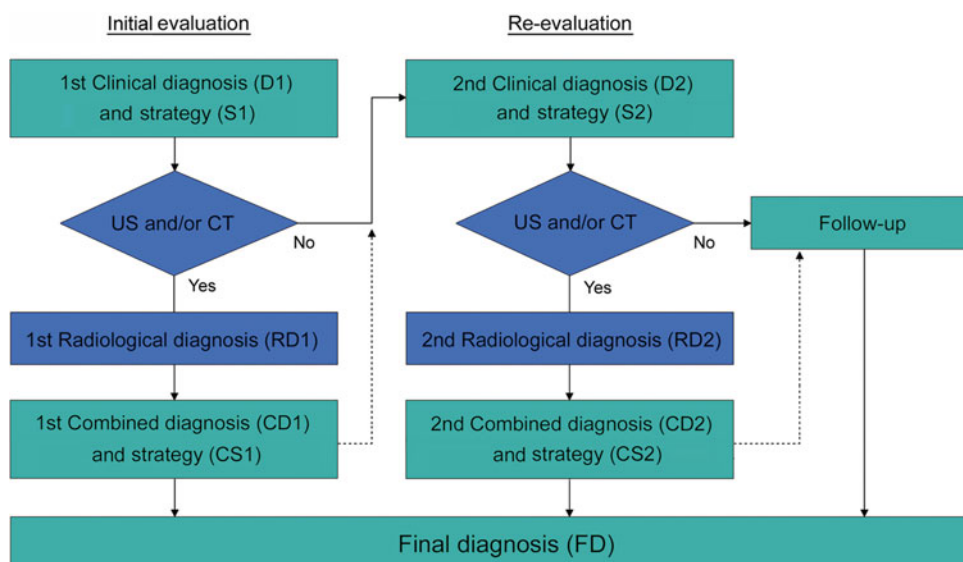 Initial evaluation
1st Clinical diagnosis (D1)
and strategy (S1)
US and/or CT
No
Yes
1st Radiological diagnosis (RD1)
1st Combined diagnosis (CD1)
and strategy (CS1)
Re-evaluation
2nd Clinical diagnosis (D2)
and strategy (S2)
US and/or CT
No
Yes
2nd Radiological diagnosis (RD2)
2nd Combined diagnosis (CD2)
and strategy (CS2)
Follow-up
Final diagnosis (FD)